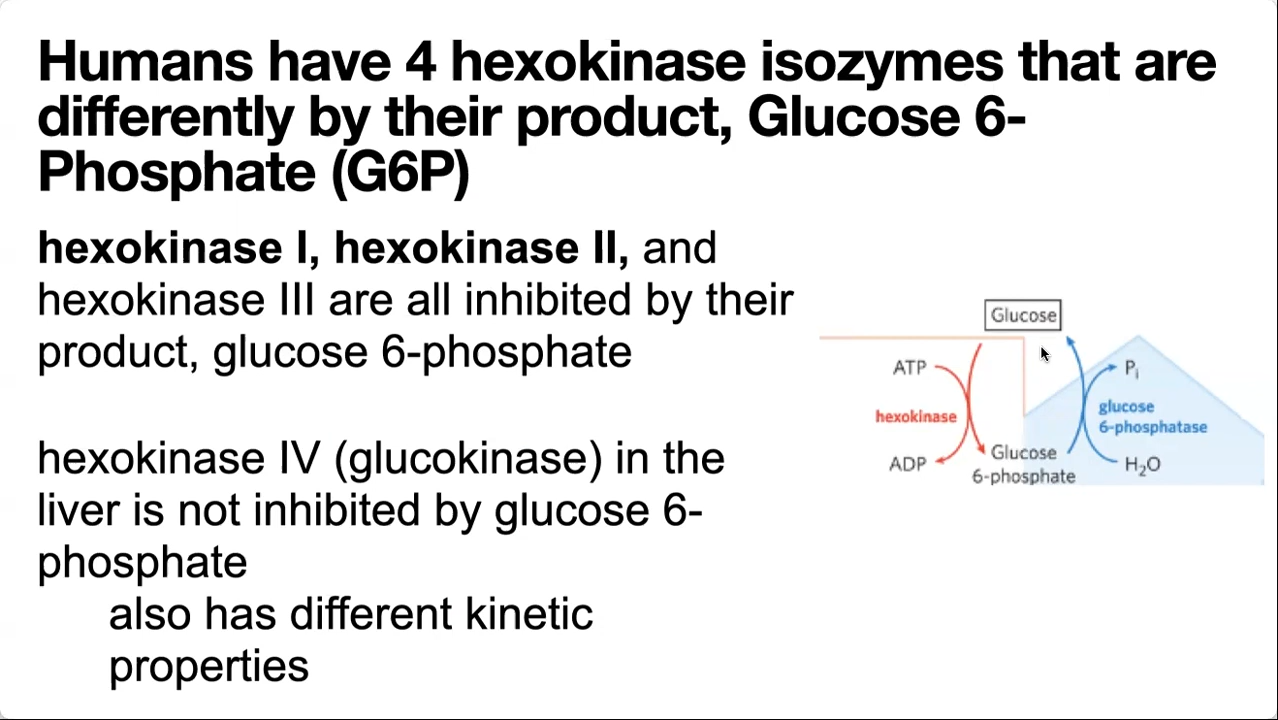 Humans have 4 hexokinase isozymes that are
differently by their product, Glucose 6-
Phosphate (G6P)
hexokinase I, hexokinase II, and
hexokinase III are all inhibited by their
product, glucose 6-phosphate
hexokinase IV (glucokinase) in the
liver is not inhibited by glucose 6-
phosphate
also has different kinetic
properties
Glucose
ATP
hexokinase
ADP
Glucose
6-phosphate
Pi
glucose
6-phosphatase
H₂O